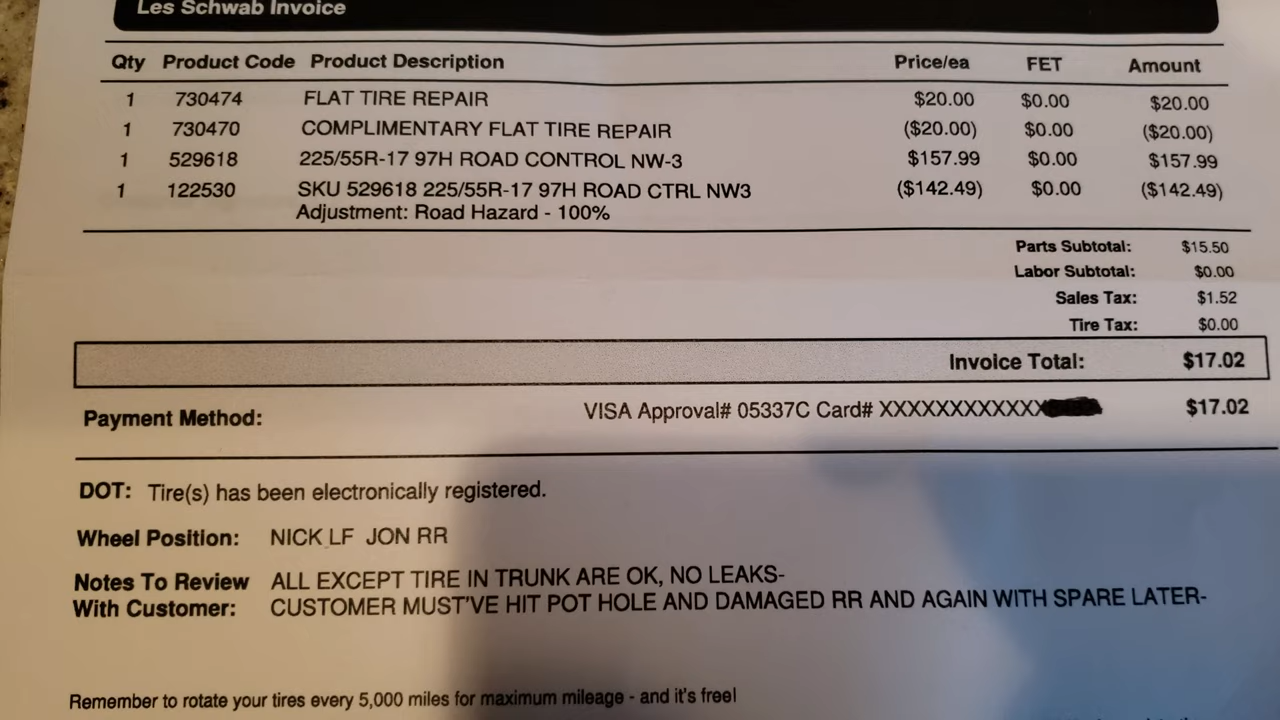 Les Schwab Invoice
Qty Product Code Product Description Price/ea FET Amount
1 730474 FLAT TIRE REPAIR $20.00 $0.00 $20.00
1 730470 COMPLIMENTARY FLAT TIRE REPAIR ($20.00) $0.00 ($20.00)
1 529618 225/55R-17 97H ROAD CONTROL NW-3 $157.99 $0.00 $157.99
1 122530 SKU 529618 225/55R-17 97H ROAD CTRL NW3 ($142.49) $0.00 ($142.49)
Adjustment: Road Hazard - 100%
Parts Subtotal: $15.50
Labor Subtotal: $0.00
Sales Tax: $1.52
Tire Tax: $0.00
Invoice Total: $17.02
Payment Method: VISA Approval# 05337C Card# XXXXXXXXXXXX $17.02
DOT: Tire(s) has been electronically registered.
Wheel Position: NICK LF JON RR
Notes To Review ALL EXCEPT TIRE IN TRUNK ARE OK, NO LEAKS-
With Customer: CUSTOMER MUST'VE HIT POT HOLE AND DAMAGED RR AND AGAIN WITH SPARE LATER-
Remember to rotate your tires every 5,000 miles for maximum mileage - and it's free!